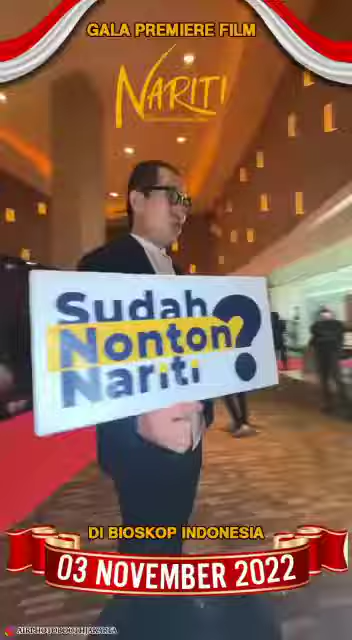 GALA PREMIERE FILM
NARITI
Sudah
Nonton?
Nariti
DI BIOSKOP INDONESIA
03 NOVEMBER 2022